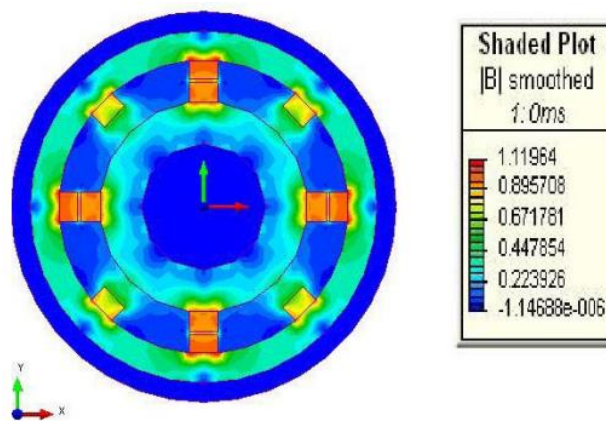 Shaded Plot
|B| smoothed
1: 0ms
1.11964
0.895708
0.671781
0.447854
0.223926
-1.14688e-006
Y
X